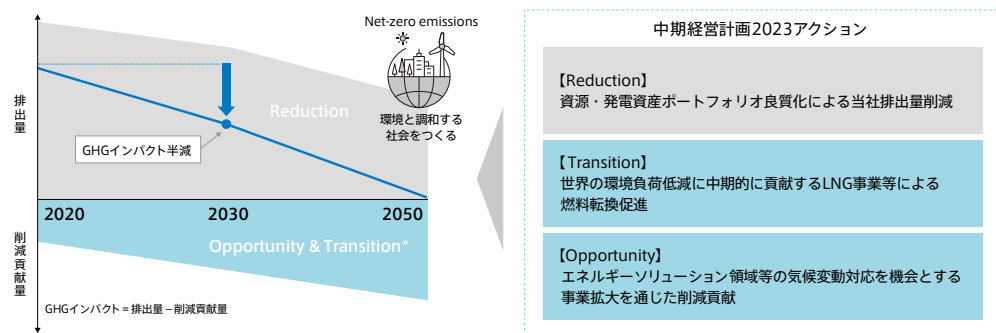 Net-zero emissions
環境と調和する
社会をつくる
排出量
Reduction
GHGインパクト半減
2020
2030
2050
削減貢献量
Opportunity & Transition*
GHGインパクト = 排出量 – 削減貢献量
中期経営計画2023アクション
【Reduction】
資源・発電資産ポートフォリオ良質化による当社排出量削減
【Transition】
世界の環境負荷低減に中期的に貢献するLNG事業等による
燃料転換促進
【Opportunity】
エネルギーソリューション領域等の気候変動対応を機会とする
事業拡大を通じた削減貢献